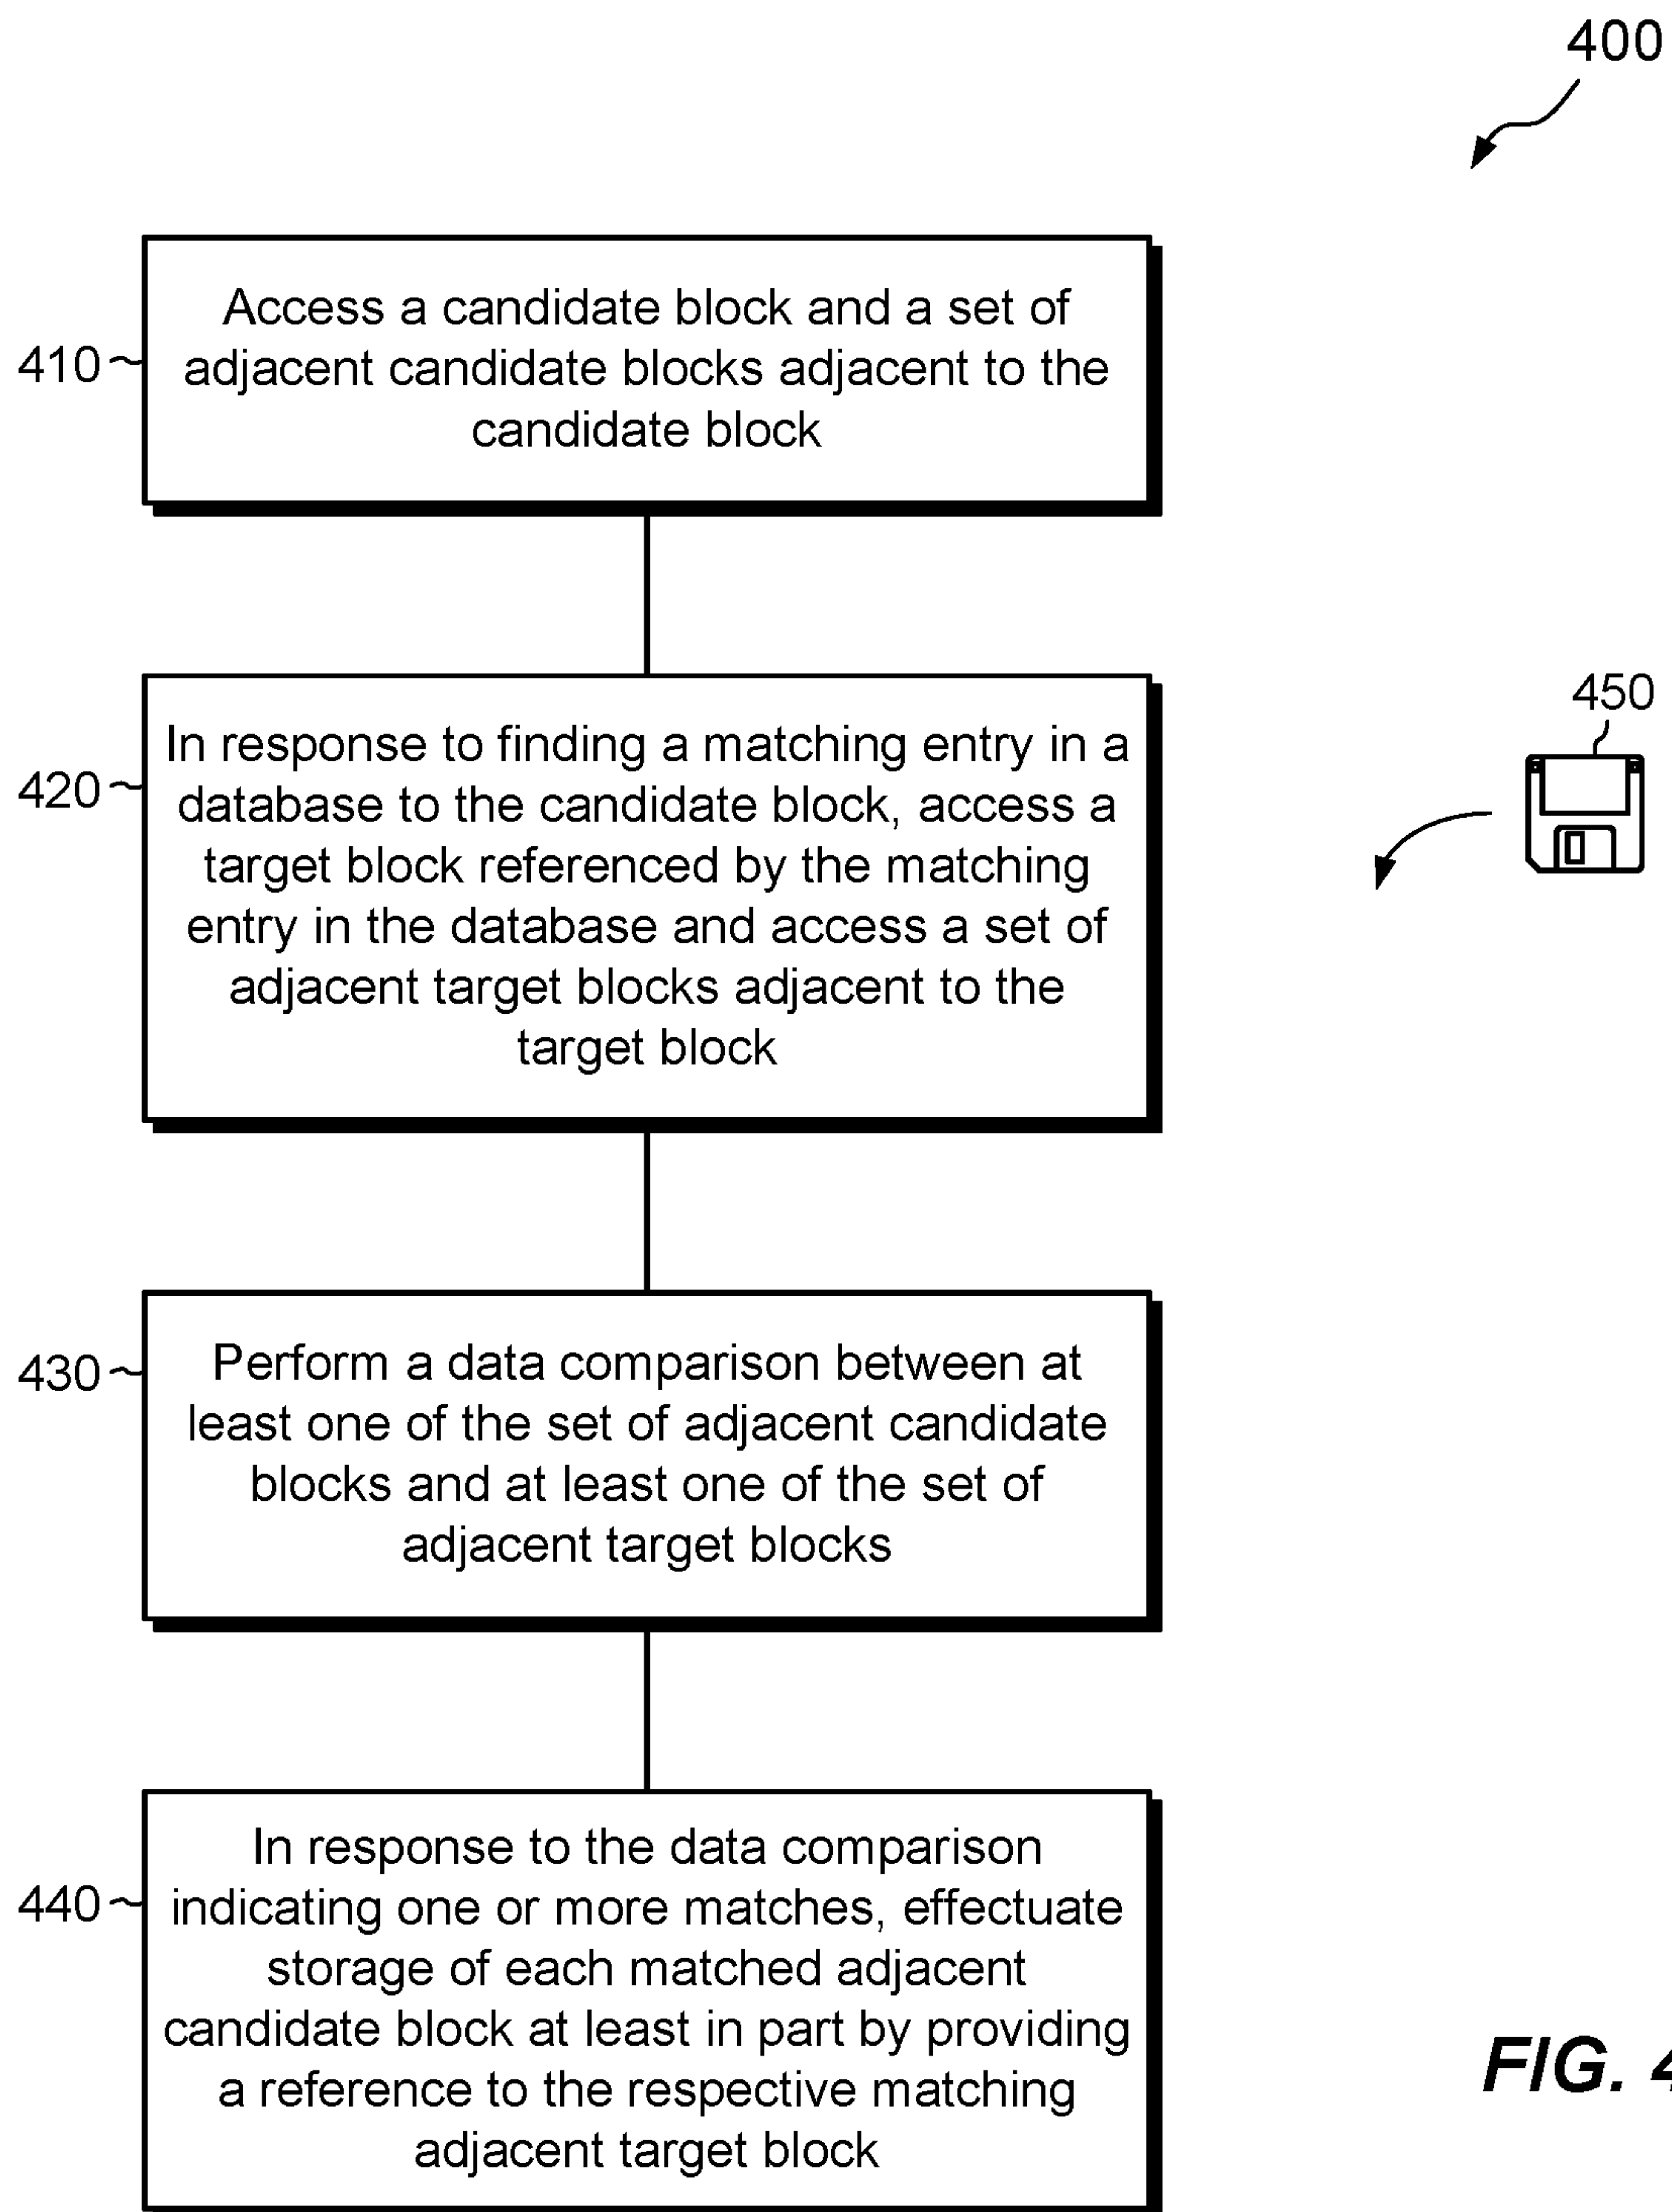 400
410
Access a candidate block and a set of
adjacent candidate blocks adjacent to the
candidate block
420
In response to finding a matching entry in a
database to the candidate block, access a
target block referenced by the matching
entry in the database and access a set of
adjacent target blocks adjacent to the
target block
450
430
Perform a data comparison between at
least one of the set of adjacent candidate
blocks and at least one of the set of
adjacent target blocks
440
In response to the data comparison
indicating one or more matches, effectuate
storage of each matched adjacent
candidate block at least in part by providing
a reference to the respective matching
adjacent target block
FIG. 4